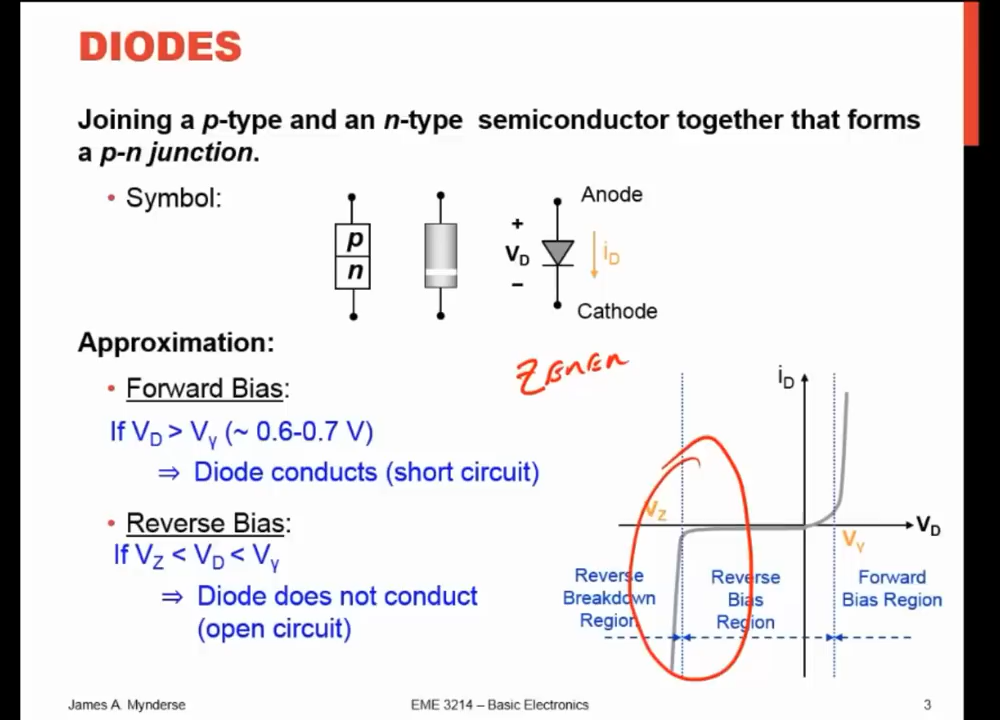 DIODES
Joining a p-type and an n-type semiconductor together that forms
a p-n junction.
• Symbol:
p
n
+
VD
−
Anode
iD
Cathode
Approximation:
ZENER
• Forward Bias:
If VD > Vγ (~ 0.6-0.7 V)
⇒ Diode conducts (short circuit)
• Reverse Bias:
If VZ < VD < Vγ
⇒ Diode does not conduct
(open circuit)
iD
VZ
VD
Vγ
Reverse
Breakdown
Region
Reverse
Bias
Region
Forward
Bias Region
James A. Mynderse
EME 3214 – Basic Electronics
3